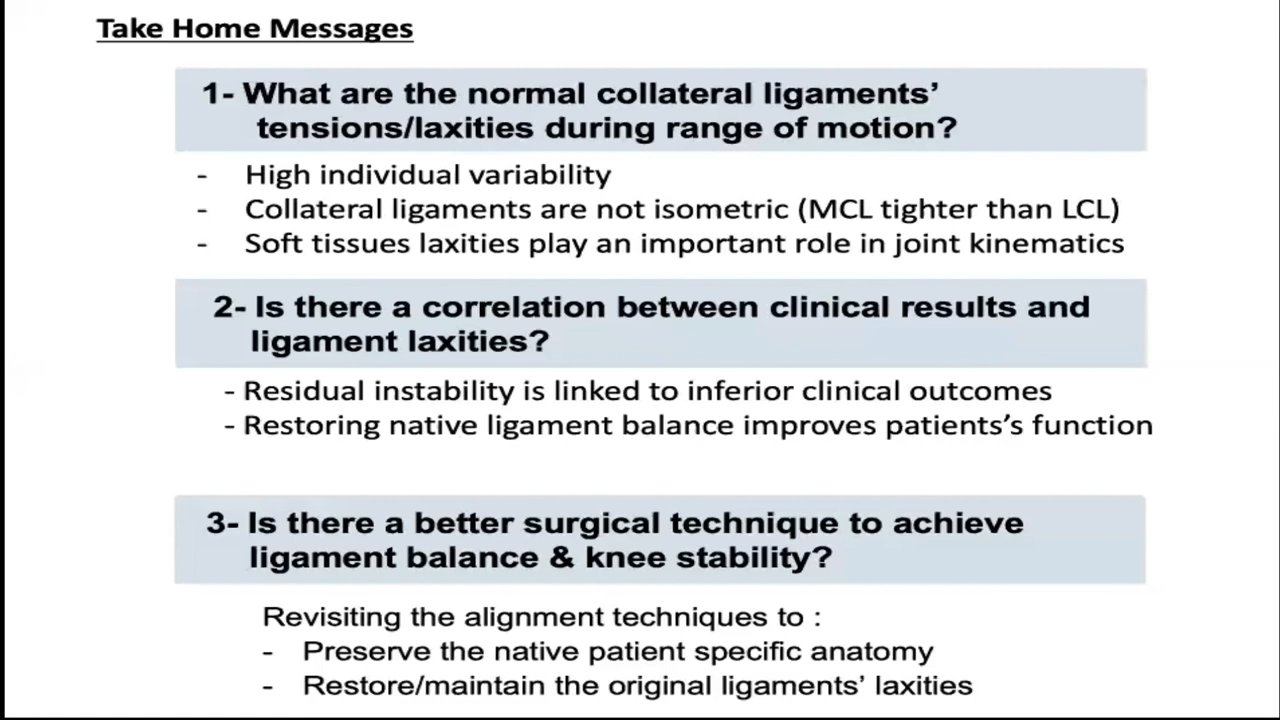 Take Home Messages
1- What are the normal collateral ligaments’
tensions/laxities during range of motion?
- High individual variability
- Collateral ligaments are not isometric (MCL tighter than LCL)
- Soft tissues laxities play an important role in joint kinematics
2- Is there a correlation between clinical results and
ligament laxities?
- Residual instability is linked to inferior clinical outcomes
- Restoring native ligament balance improves patients’s function
3- Is there a better surgical technique to achieve
ligament balance & knee stability?
Revisiting the alignment techniques to :
- Preserve the native patient specific anatomy
- Restore/maintain the original ligaments’ laxities